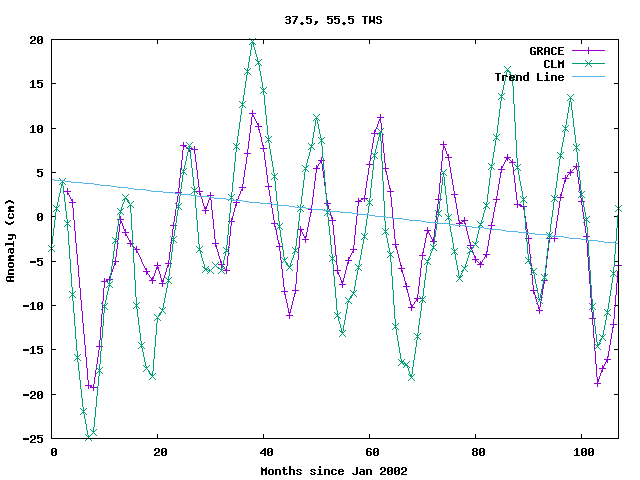 37.5, 55.5 TWS
GRACE
CLM
Trend Line
20
15
10
5
0
-5
-10
-15
-20
-25
Anomaly (cm)
0 20 40 60 80 100
Months since Jan 2002